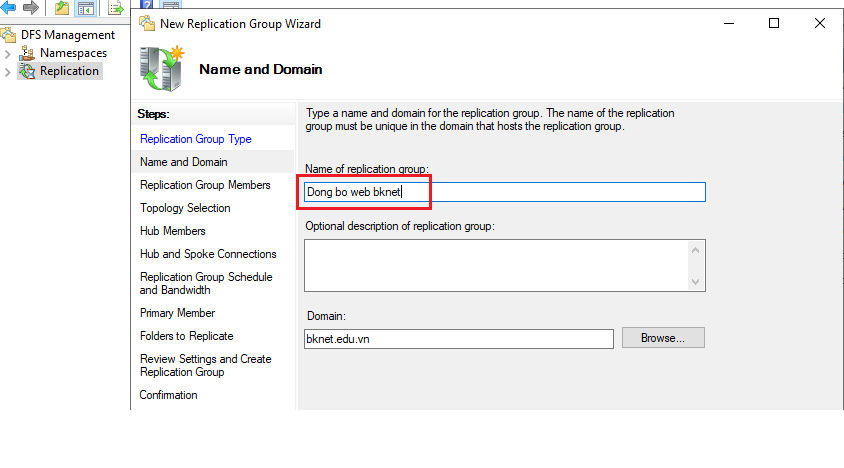 New Replication Group Wizard
DFS Management
Namespaces
Replication
Name and Domain
Steps:
Replication Group Type
Name and Domain
Replication Group Members
Topology Selection
Hub Members
Hub and Spoke Connections
Replication Group Schedule
and Bandwidth
Primary Member
Folders to Replicate
Review Settings and Create
Replication Group
Confirmation
Type a name and domain for the replication group. The name of the replication
group must be unique in the domain that hosts the replication group.
Name of replication group:
Dong bo web bknet
Optional description of replication group:
Domain:
bknet.edu.vn
Browse...